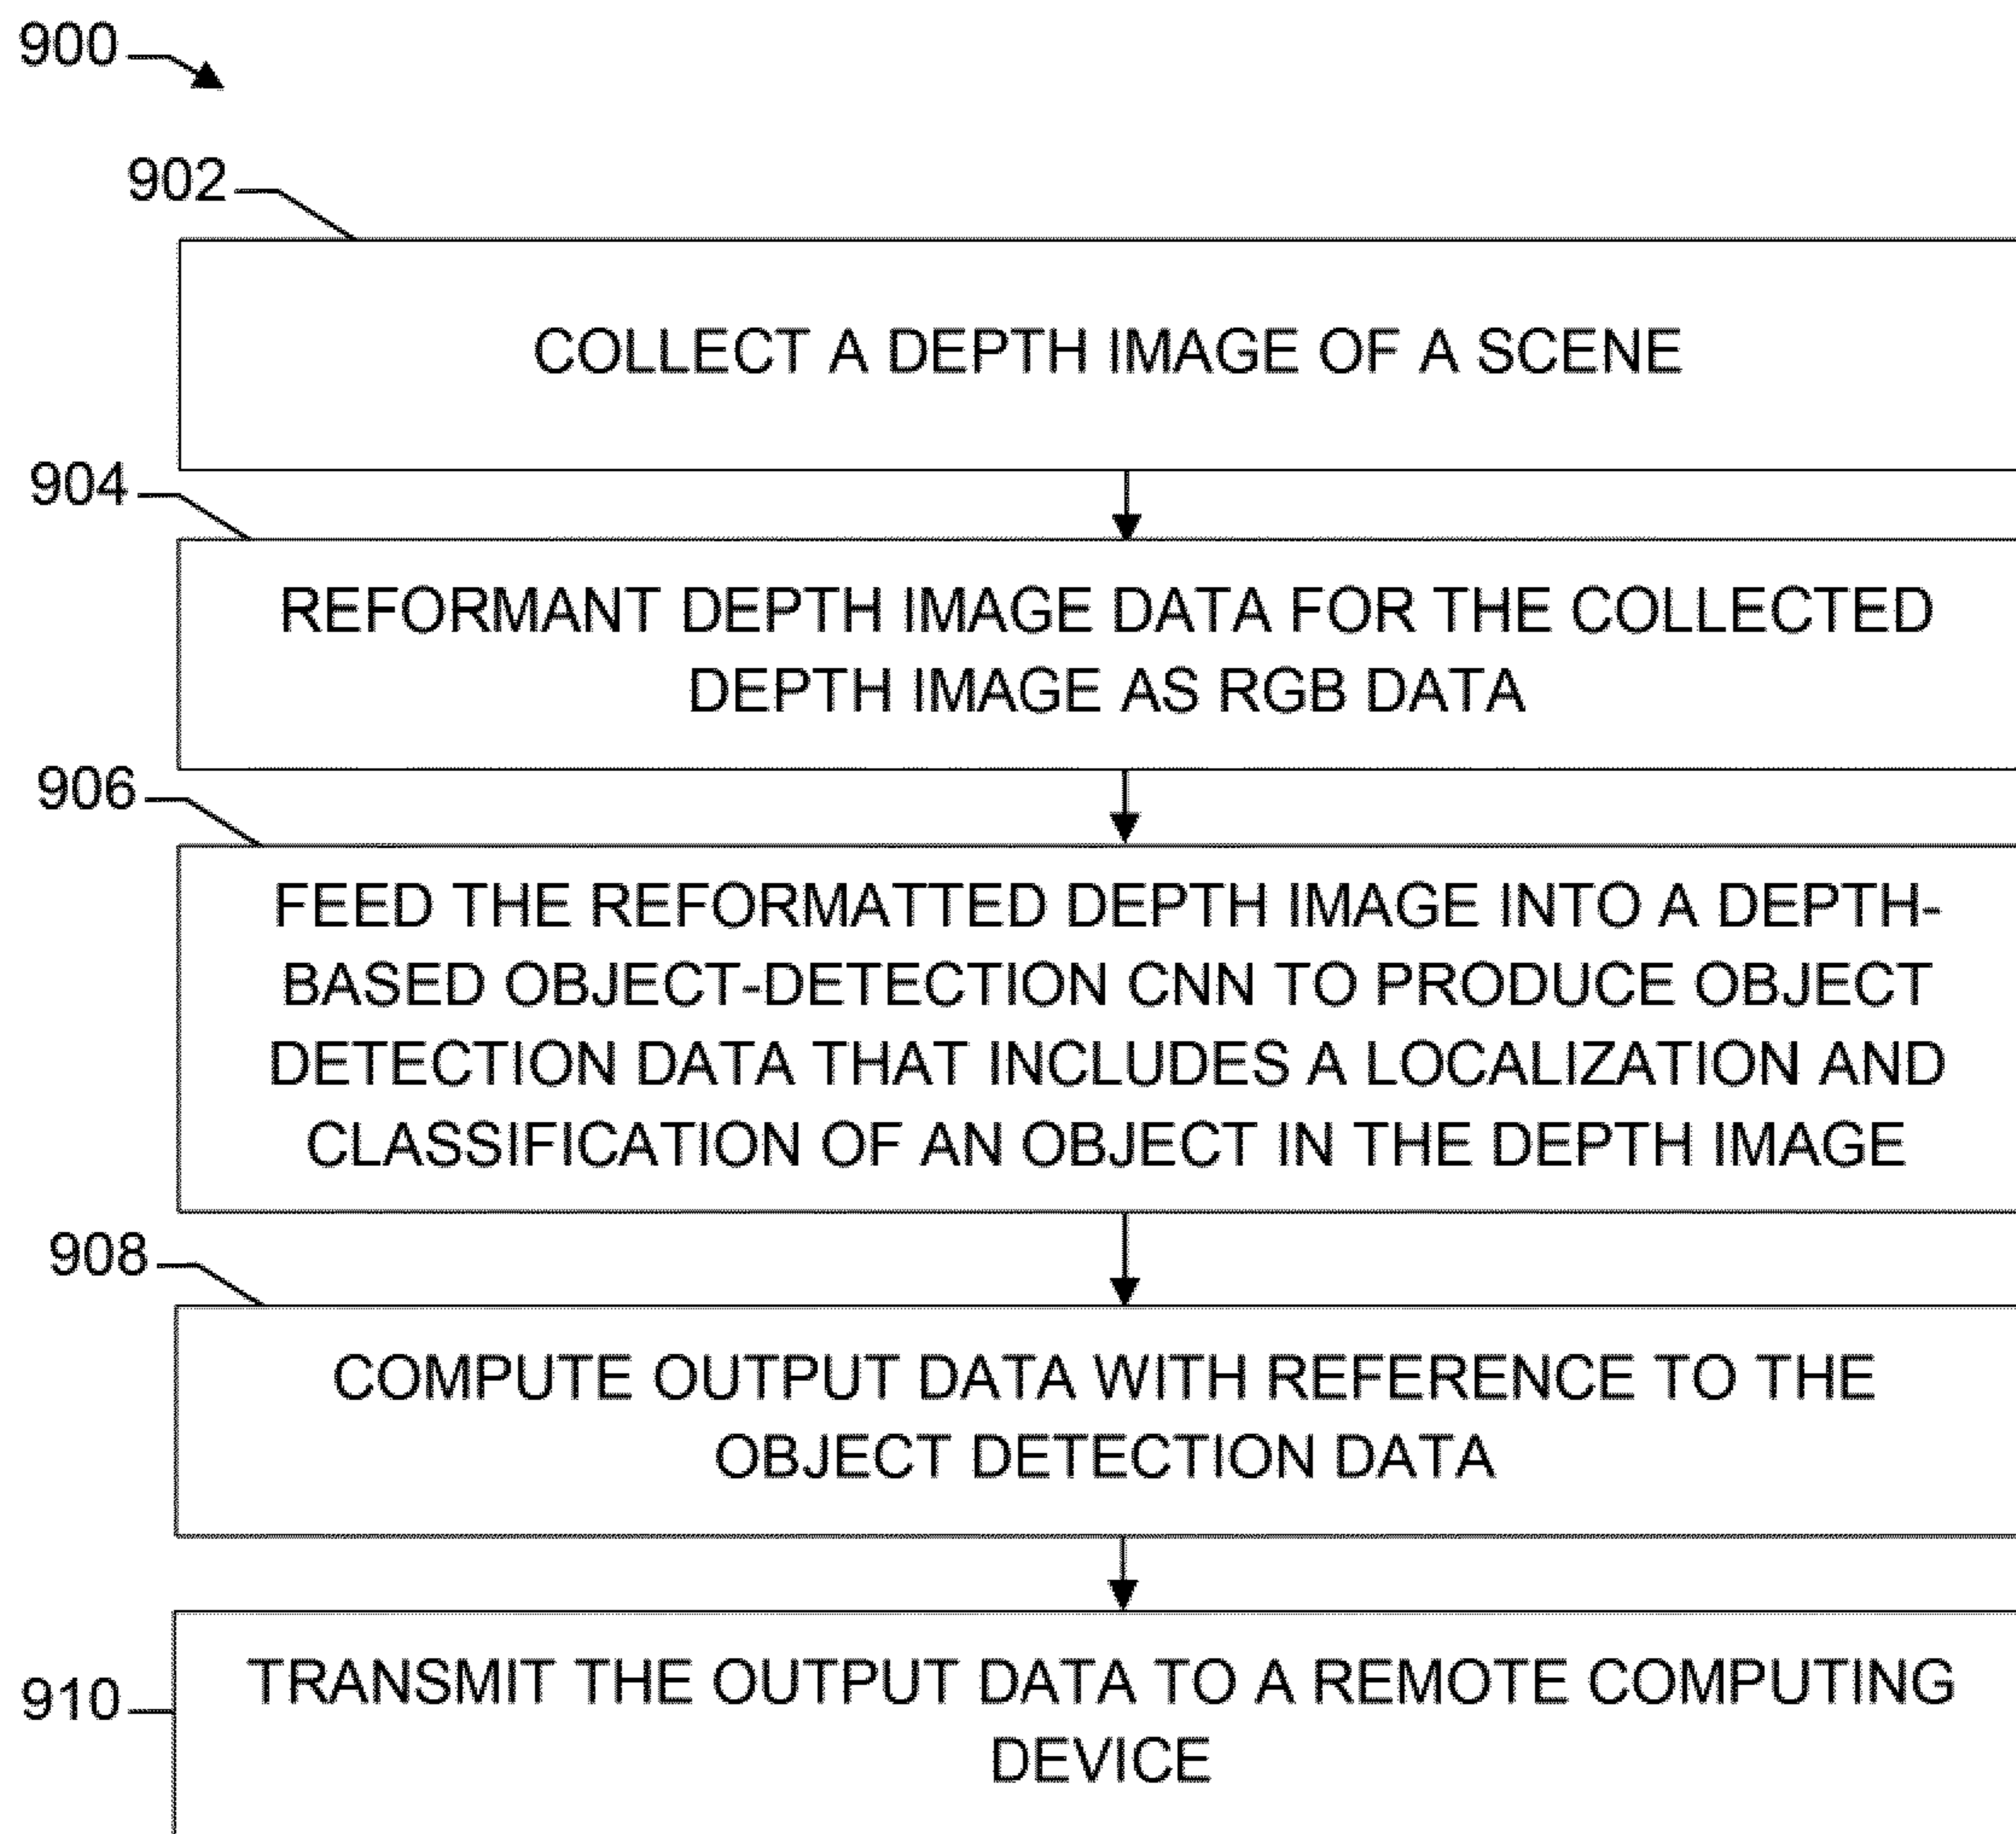 900
902
COLLECT A DEPTH IMAGE OF A SCENE
904
REFORMANT DEPTH IMAGE DATA FOR THE COLLECTED
DEPTH IMAGE AS RGB DATA
906
FEED THE REFORMATTED DEPTH IMAGE INTO A DEPTH-
BASED OBJECT-DETECTION CNN TO PRODUCE OBJECT
DETECTION DATA THAT INCLUDES A LOCALIZATION AND
CLASSIFICATION OF AN OBJECT IN THE DEPTH IMAGE
908
COMPUTE OUTPUT DATA WITH REFERENCE TO THE
OBJECT DETECTION DATA
910
TRANSMIT THE OUTPUT DATA TO A REMOTE COMPUTING
DEVICE